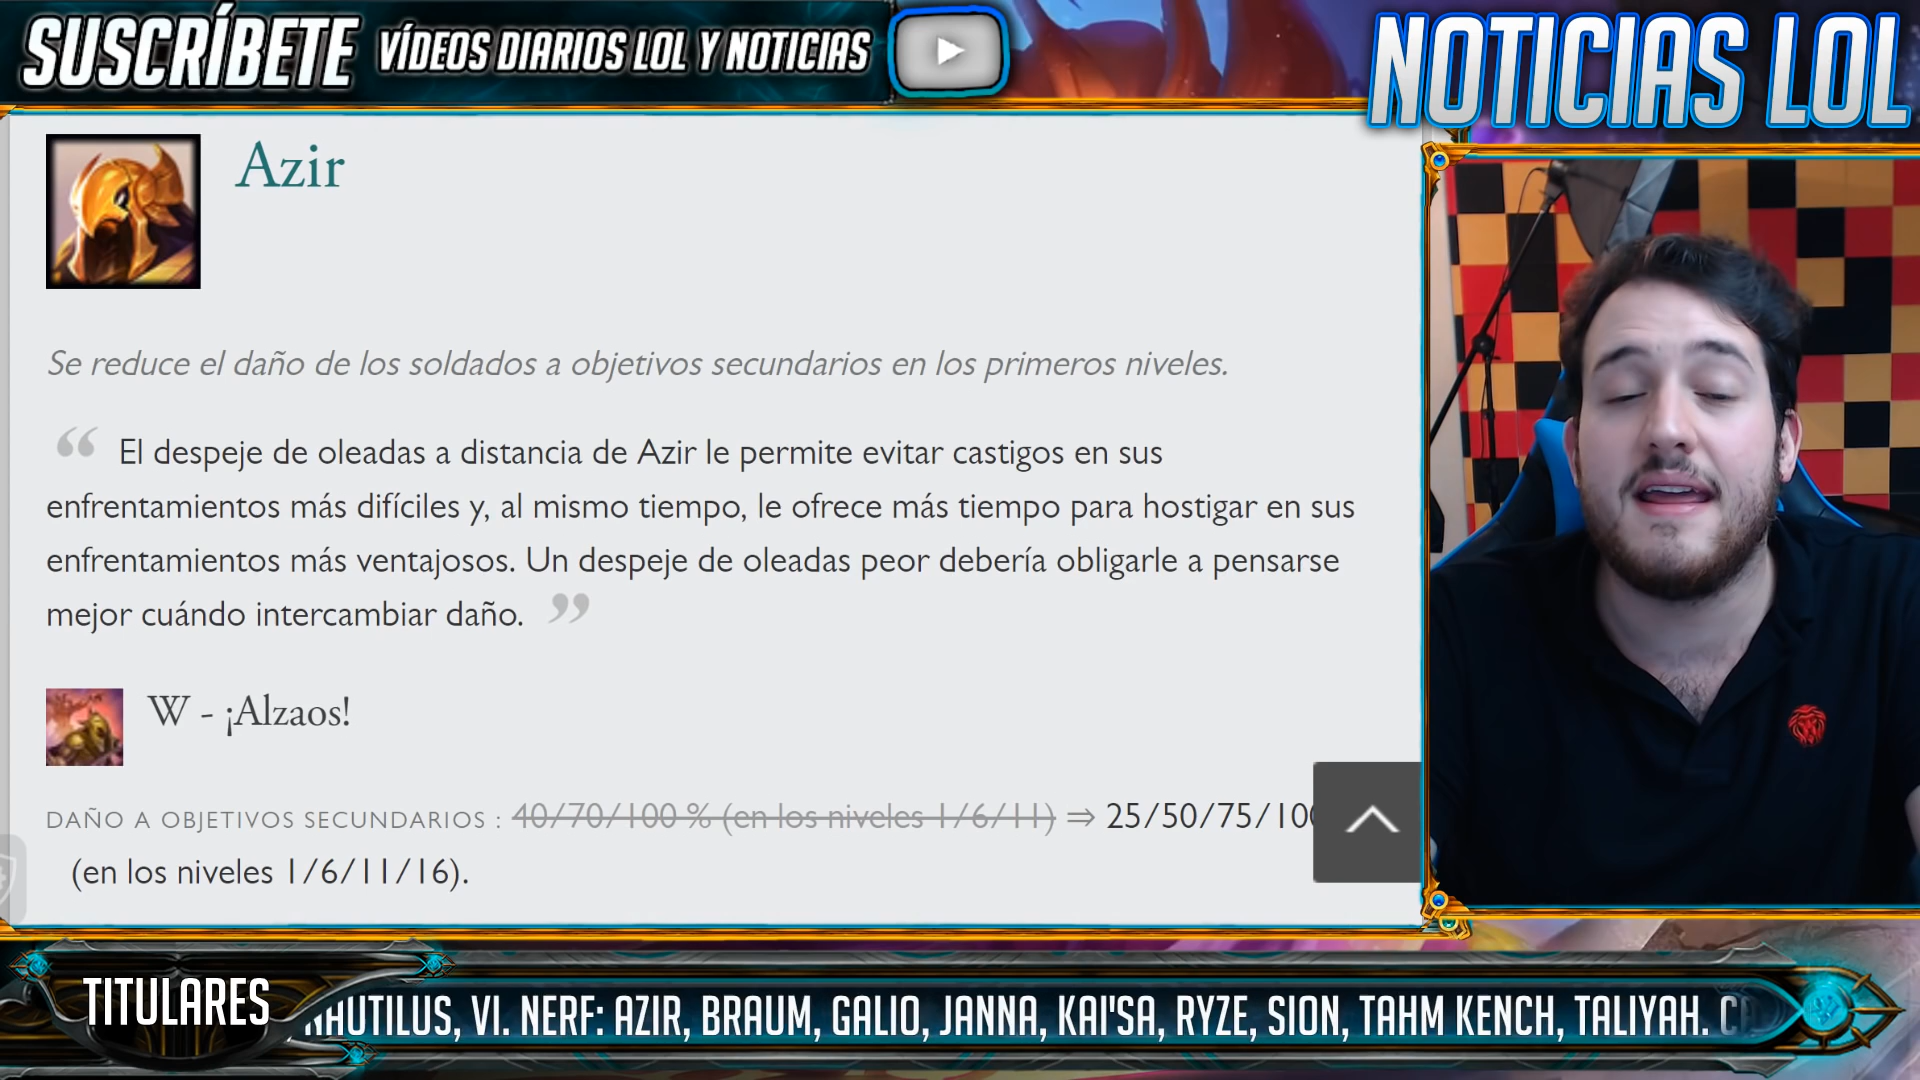 SUSCRÍBETE VÍDEOS DIARIOS LOL Y NOTICIAS
NOTICIAS LOL
Azir
Se reduce el daño de los soldados a objetivos secundarios en los primeros niveles.
“ El despeje de oleadas a distancia de Azir le permite evitar castigos en sus
enfrentamientos más difíciles y, al mismo tiempo, le ofrece más tiempo para hostigar en sus
enfrentamientos más ventajosos. Un despeje de oleadas peor debería obligarle a pensarse
mejor cuándo intercambiar daño. ”
W - ¡Alzaos!
DAÑO A OBJETIVOS SECUNDARIOS : 40/70/100 % (en los niveles 1/6/11) ⇒ 25/50/75/100
(en los niveles 1/6/11/16).
TITULARES
NAUTILUS, VI. NERF: AZIR, BRAUM, GALIO, JANNA, KAI'SA, RYZE, SION, TAHM KENCH, TALIYAH.